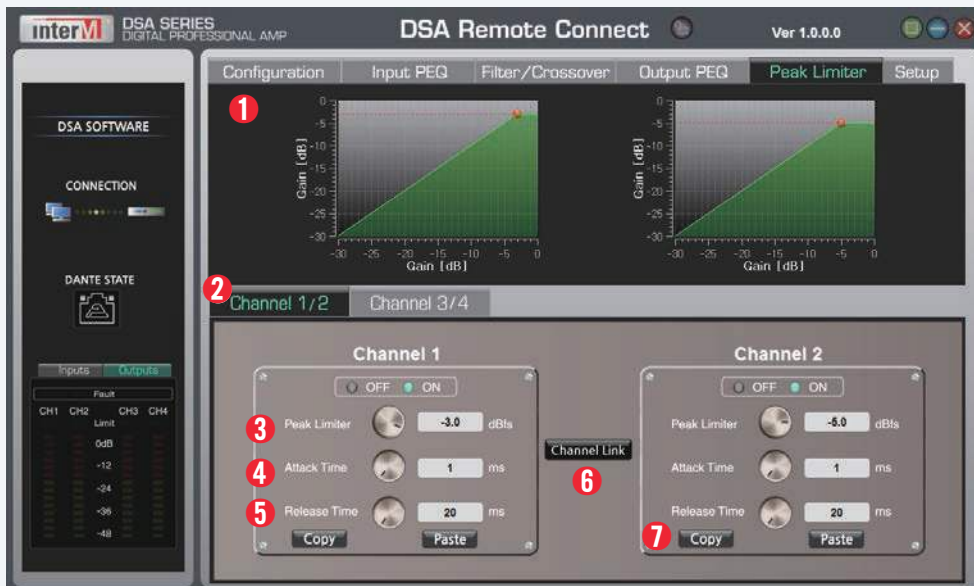 interM DSA SERIES
DIGITAL PROFESSIONAL AMP
DSA Remote Connect
Ver 1.0.0.0
DSA SOFTWARE
CONNECTION
DANTE STATE
Inputs Outputs
Fault
CH1 CH2 CH3 CH4
Limit
0dB
-12
-24
-36
-48
Configuration Input PEQ Filter/Crossover Output PEQ Peak Limiter Setup
1
Gain [dB]
0
-5
-10
-15
-20
-25
-30
-30 -25 -20 -15 -10 -5 0
Gain [dB]
Gain [dB]
0
-5
-10
-15
-20
-25
-30
-30 -25 -20 -15 -10 -5 0
Gain [dB]
2
Channel 1/2 Channel 3/4
Channel 1
OFF ON
3 Peak Limiter -3.0 dBfs
4 Attack Time 1 ms
5 Release Time 20 ms
Copy Paste
Channel Link
6
Channel 2
OFF ON
Peak Limiter -5.0 dBfs
Attack Time 1 ms
Release Time 20 ms
7 Copy Paste